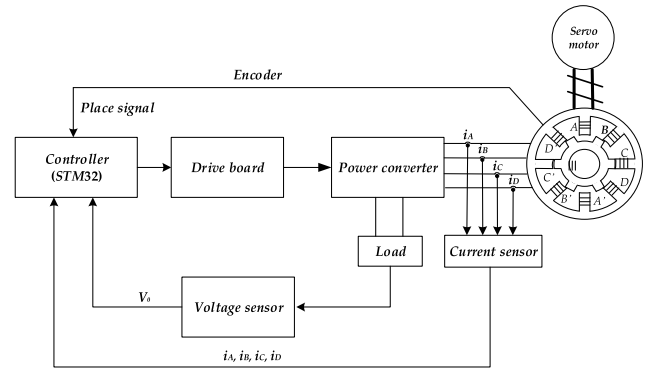 Servo
motor
Encoder
Place signal
Controller
(STM32)
Drive board
Power converter
iA
iB
iC
iD
A
B
C
D
A'
B'
C'
D
Load
Current sensor
V0
Voltage sensor
iA, iB, iC, iD